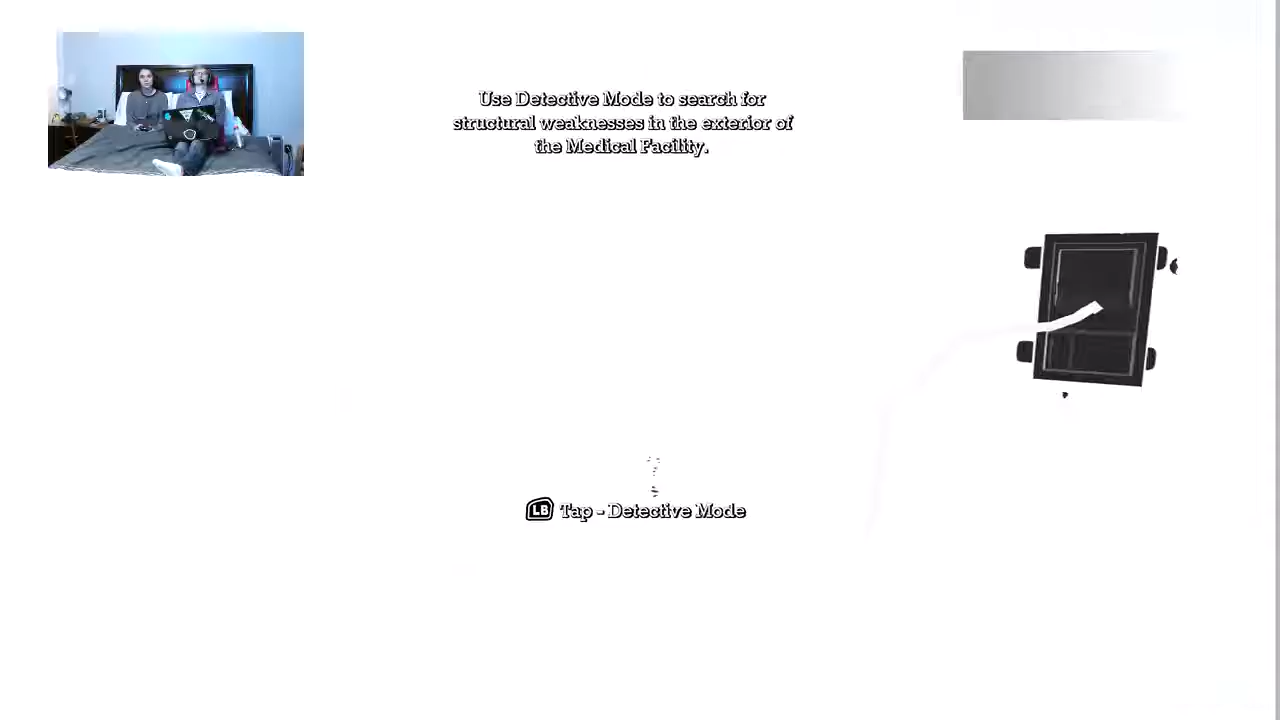 Use Detective Mode to search for
structural weaknesses in the exterior of
the Medical Facility.
LB Tap - Detective Mode